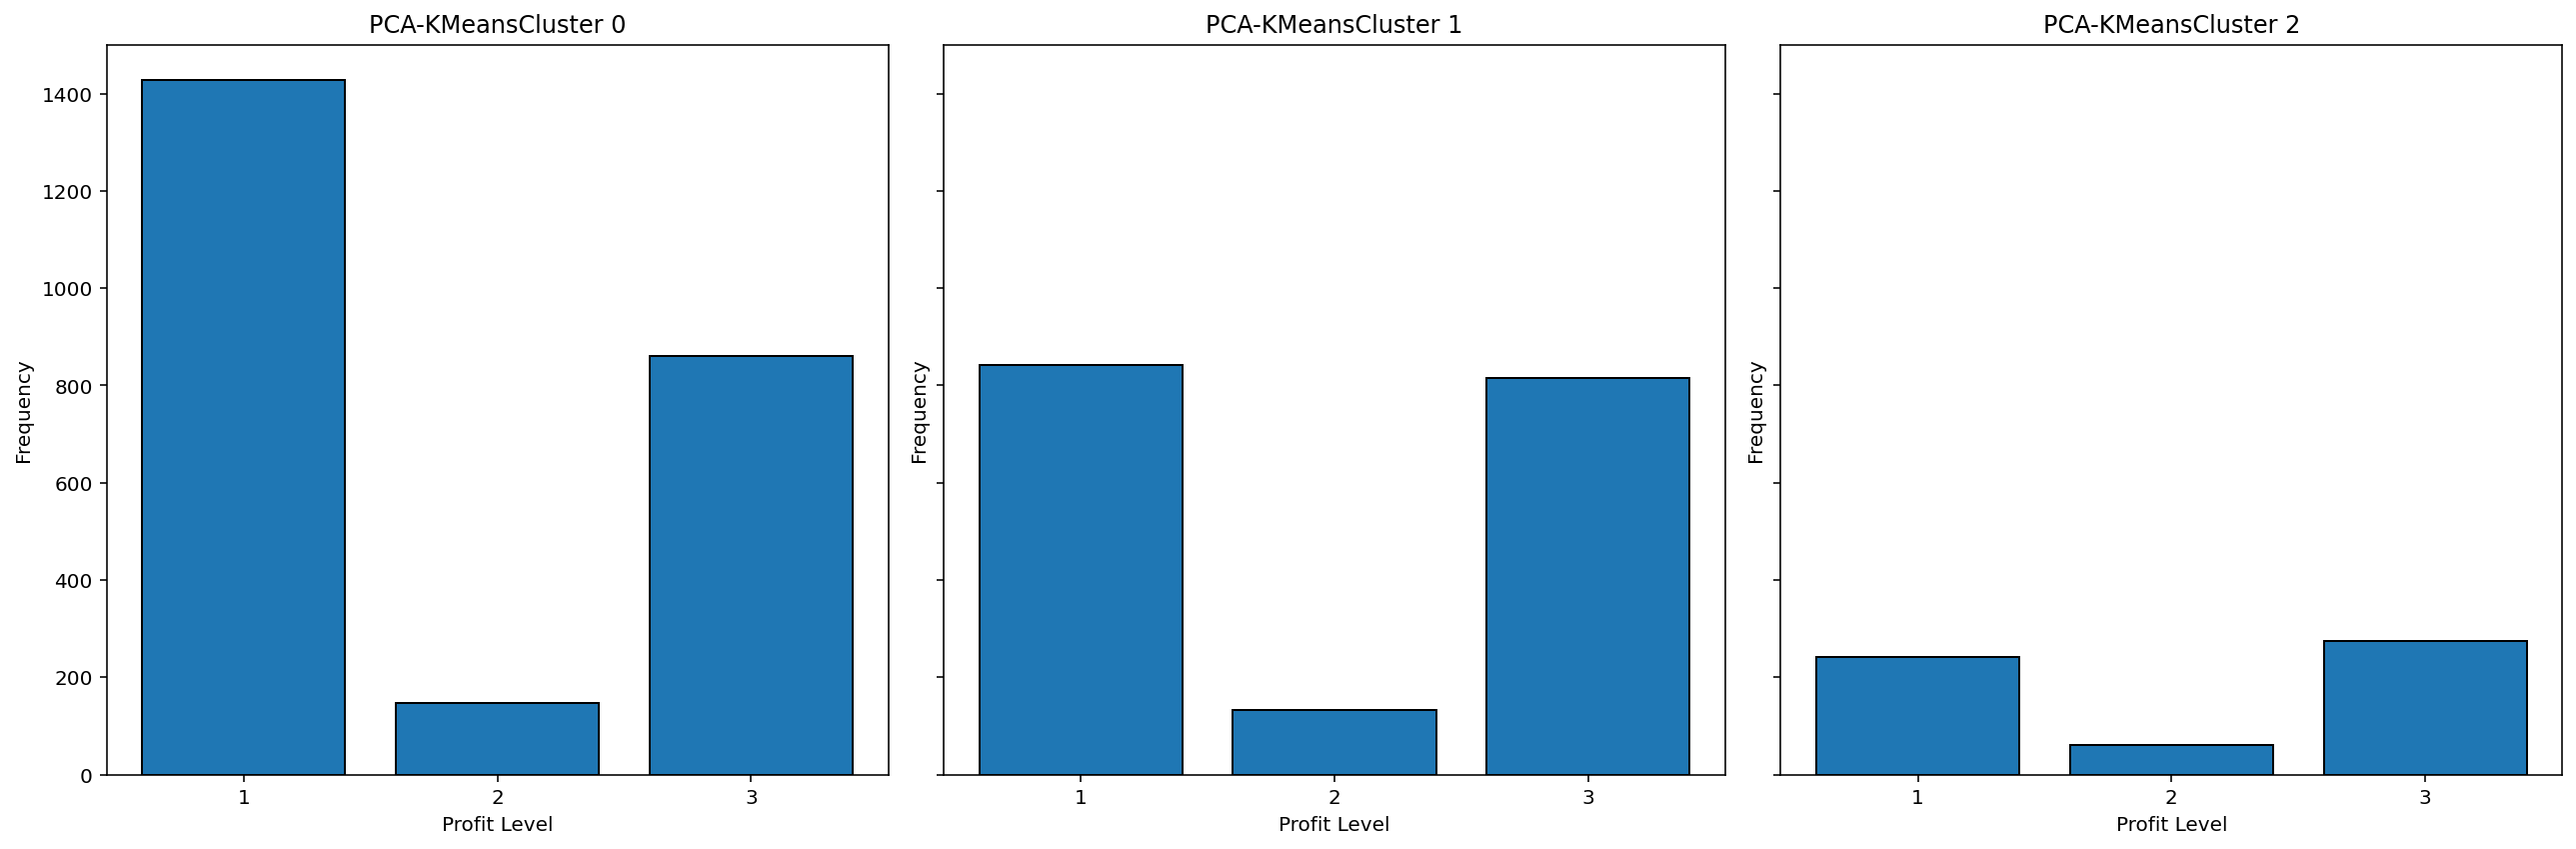 PCA-KMeansCluster 0
1400
1200
1000
800
600
400
200
0
Frequency
1 2 3
Profit Level
PCA-KMeansCluster 1
Frequency
1 2 3
Profit Level
PCA-KMeansCluster 2
Frequency
1 2 3
Profit Level